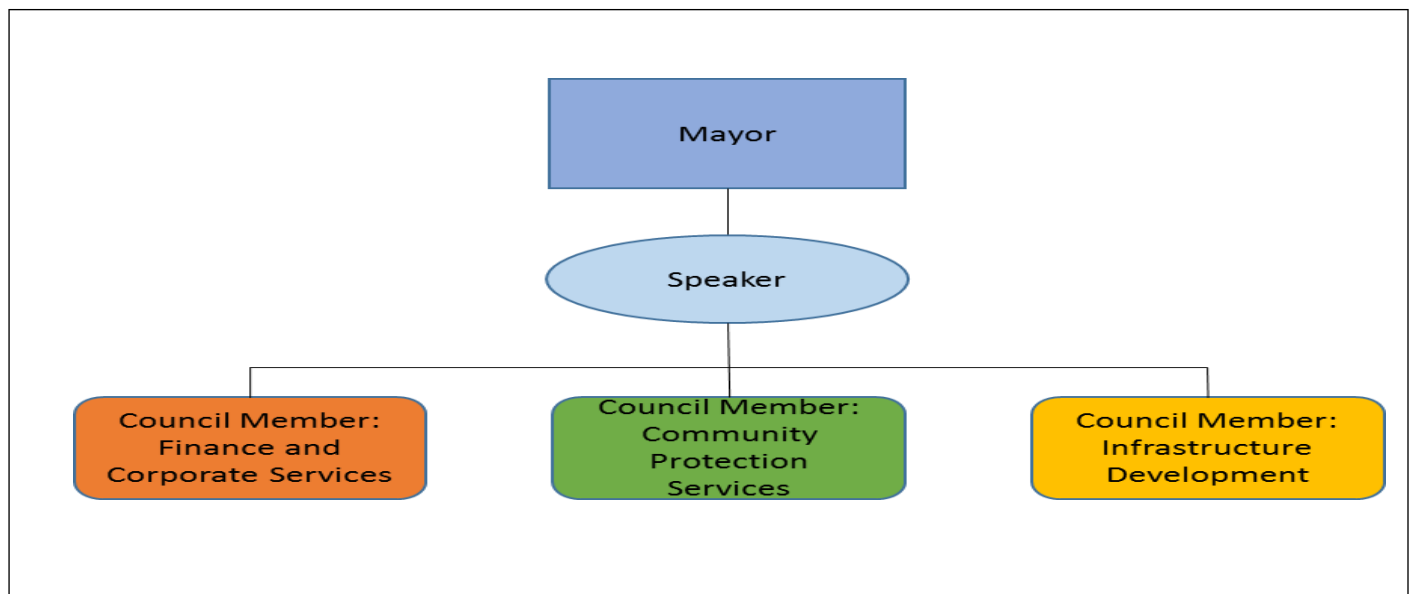 Mayor
Speaker
Council Member:
Finance and
Corporate Services
Council Member:
Community
Protection
Services
Council Member:
Infrastructure
Development